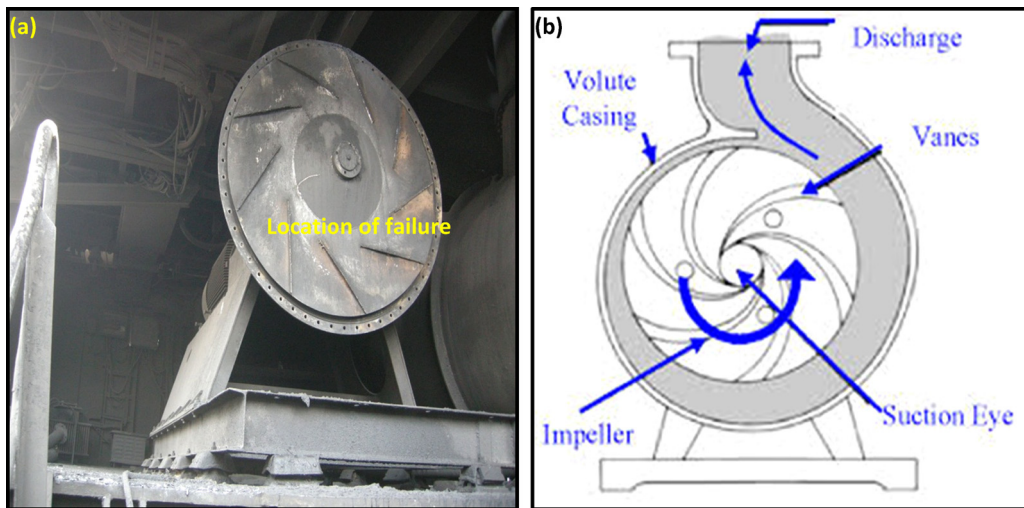 (a)
Location of failure
(b)
Discharge
Volute
Casing
Vanes
Impeller
Suction Eye